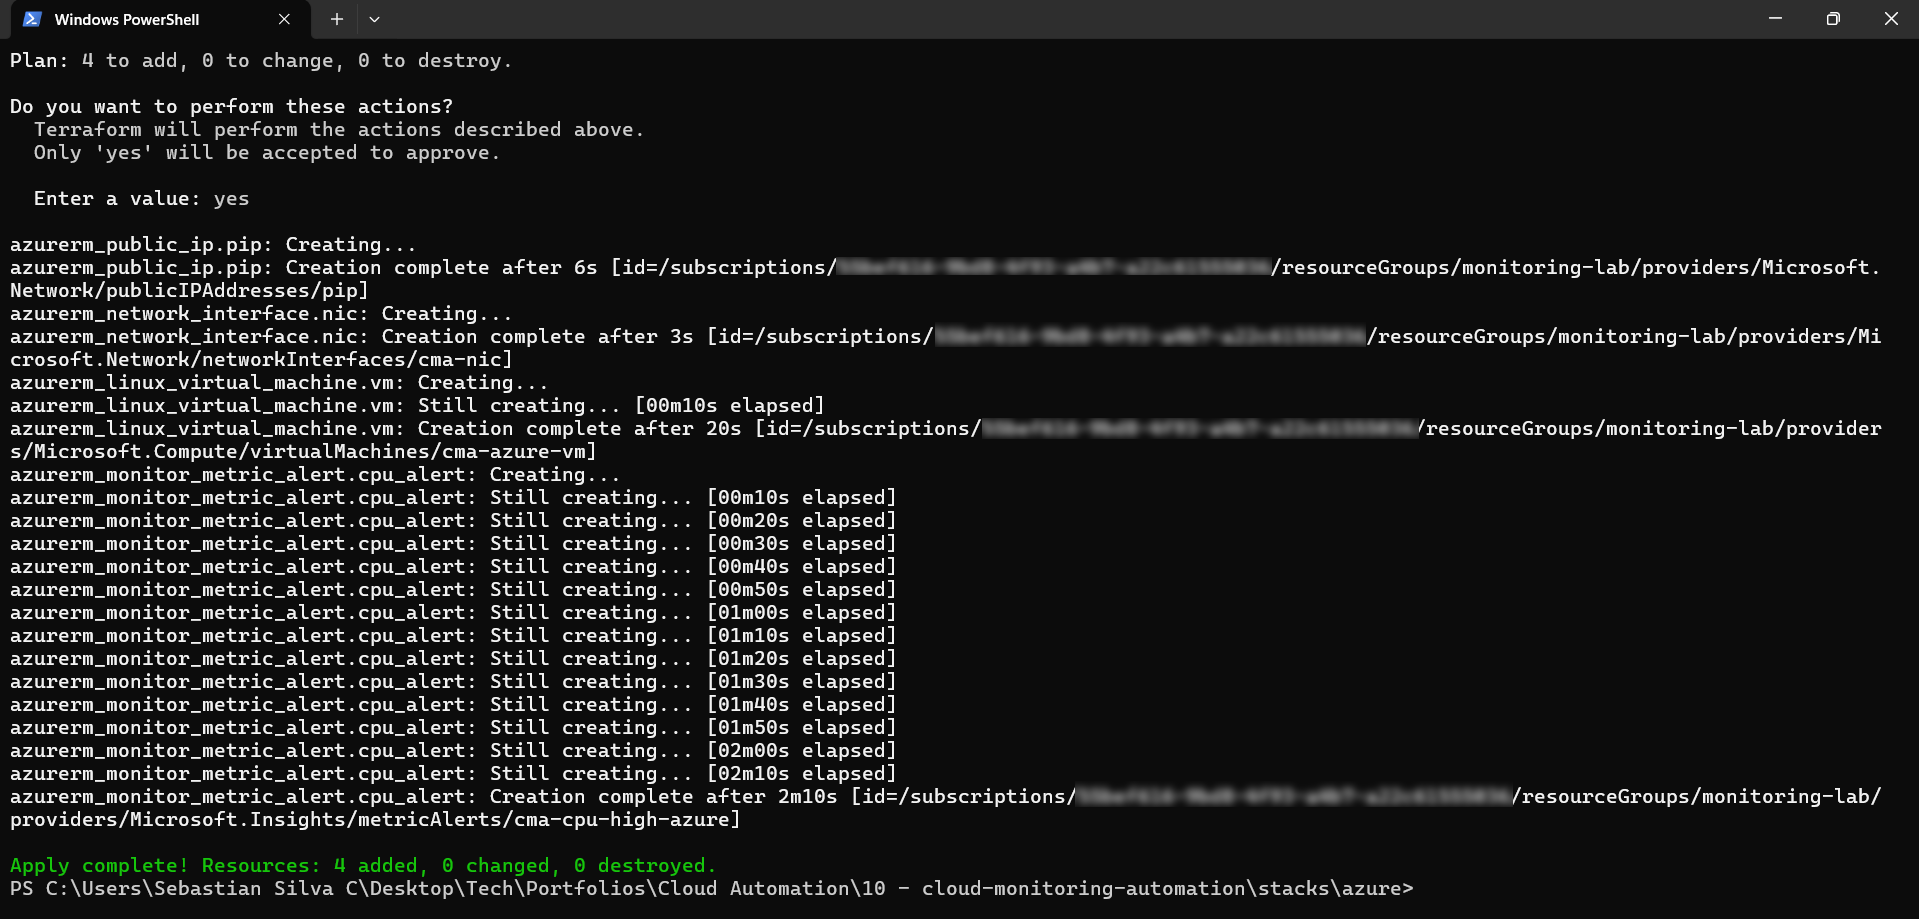 Windows PowerShell
Plan: 4 to add, 0 to change, 0 to destroy.
Do you want to perform these actions?
Terraform will perform the actions described above.
Only 'yes' will be accepted to approve.
Enter a value: yes
azurerm_public_ip.pip: Creating...
azurerm_public_ip.pip: Creation complete after 6s [id=/subscriptions/ /resourceGroups/monitoring-lab/providers/Microsoft.
Network/publicIPAddresses/pip]
azurerm_network_interface.nic: Creating...
azurerm_network_interface.nic: Creation complete after 3s [id=/subscriptions/ /resourceGroups/monitoring-lab/providers/Mi
crosoft.Network/networkInterfaces/cma-nic]
azurerm_linux_virtual_machine.vm: Creating...
azurerm_linux_virtual_machine.vm: Still creating... [00m10s elapsed]
azurerm_linux_virtual_machine.vm: Creation complete after 20s [id=/subscriptions/ /resourceGroups/monitoring-lab/provider
s/Microsoft.Compute/virtualMachines/cma-azure-vm]
azurerm_monitor_metric_alert.cpu_alert: Creating...
azurerm_monitor_metric_alert.cpu_alert: Still creating... [00m10s elapsed]
azurerm_monitor_metric_alert.cpu_alert: Still creating... [00m20s elapsed]
azurerm_monitor_metric_alert.cpu_alert: Still creating... [00m30s elapsed]
azurerm_monitor_metric_alert.cpu_alert: Still creating... [00m40s elapsed]
azurerm_monitor_metric_alert.cpu_alert: Still creating... [00m50s elapsed]
azurerm_monitor_metric_alert.cpu_alert: Still creating... [01m00s elapsed]
azurerm_monitor_metric_alert.cpu_alert: Still creating... [01m10s elapsed]
azurerm_monitor_metric_alert.cpu_alert: Still creating... [01m20s elapsed]
azurerm_monitor_metric_alert.cpu_alert: Still creating... [01m30s elapsed]
azurerm_monitor_metric_alert.cpu_alert: Still creating... [01m40s elapsed]
azurerm_monitor_metric_alert.cpu_alert: Still creating... [01m50s elapsed]
azurerm_monitor_metric_alert.cpu_alert: Still creating... [02m00s elapsed]
azurerm_monitor_metric_alert.cpu_alert: Still creating... [02m10s elapsed]
azurerm_monitor_metric_alert.cpu_alert: Creation complete after 2m10s [id=/subscriptions/ /resourceGroups/monitoring-lab/
providers/Microsoft.Insights/metricAlerts/cma-cpu-high-azure]
Apply complete! Resources: 4 added, 0 changed, 0 destroyed.
PS C:\Users\Sebastian Silva C\Desktop\Tech\Portfolios\Cloud Automation\10 - cloud-monitoring-automation\stacks\azure>